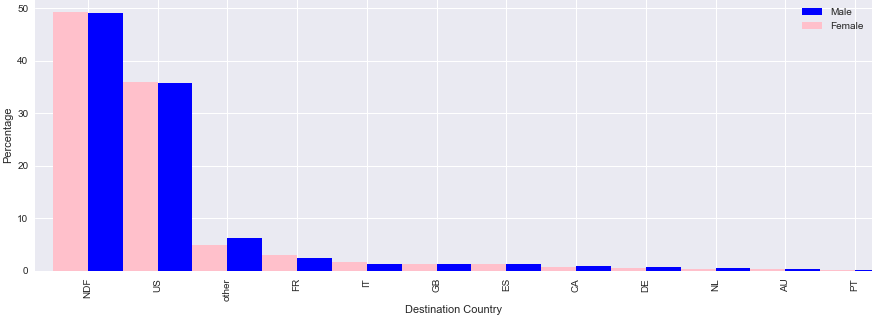 50
40
30
20
10
0
Percentage
Male
Female
NDF
US
other
FR
IT
GB
ES
CA
DE
NL
AU
PT
Destination Country